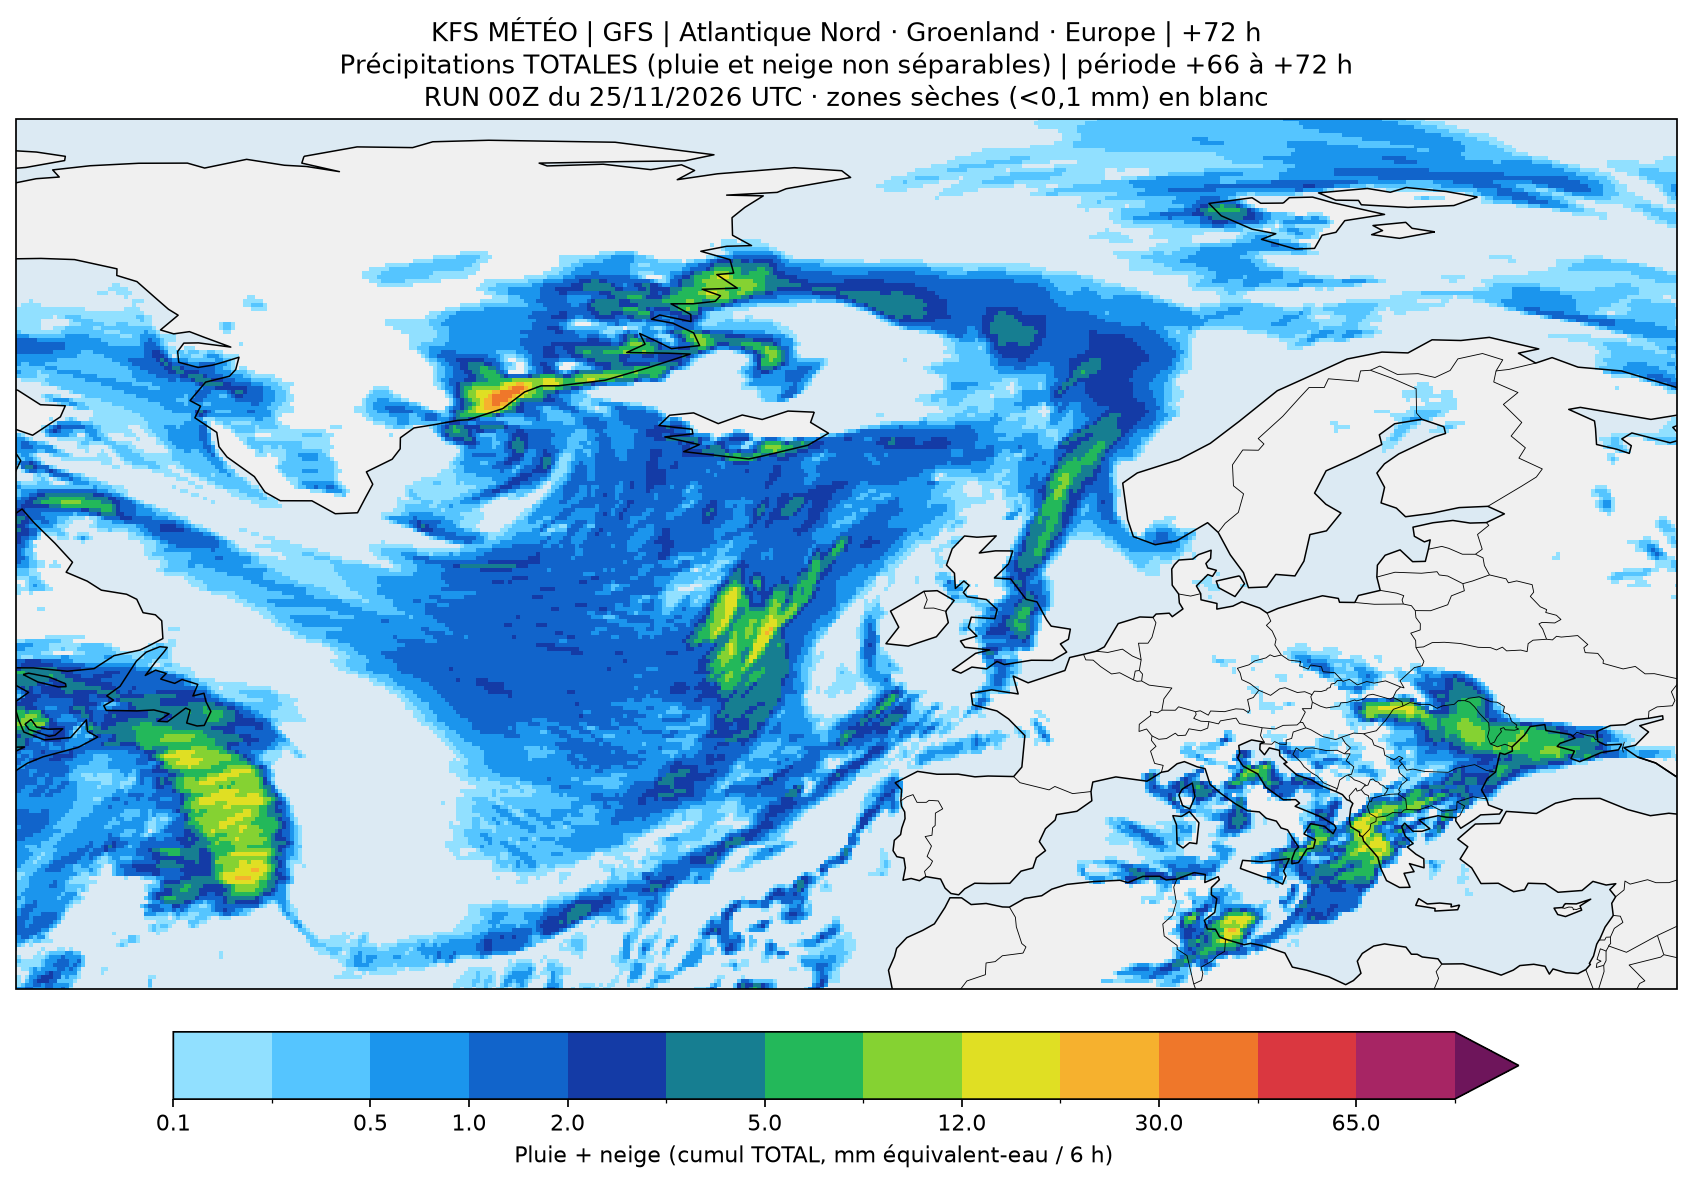 KFS MÉTÉO | GFS | Atlantique Nord · Groenland · Europe | +72 h
Précipitations TOTALES (pluie et neige non séparables) | période +66 à +72 h
RUN 00Z du 25/11/2026 UTC · zones sèches (<0,1 mm) en blanc
0.1 0.5 1.0 2.0 5.0 12.0 30.0 65.0
Pluie + neige (cumul TOTAL, mm équivalent-eau / 6 h)